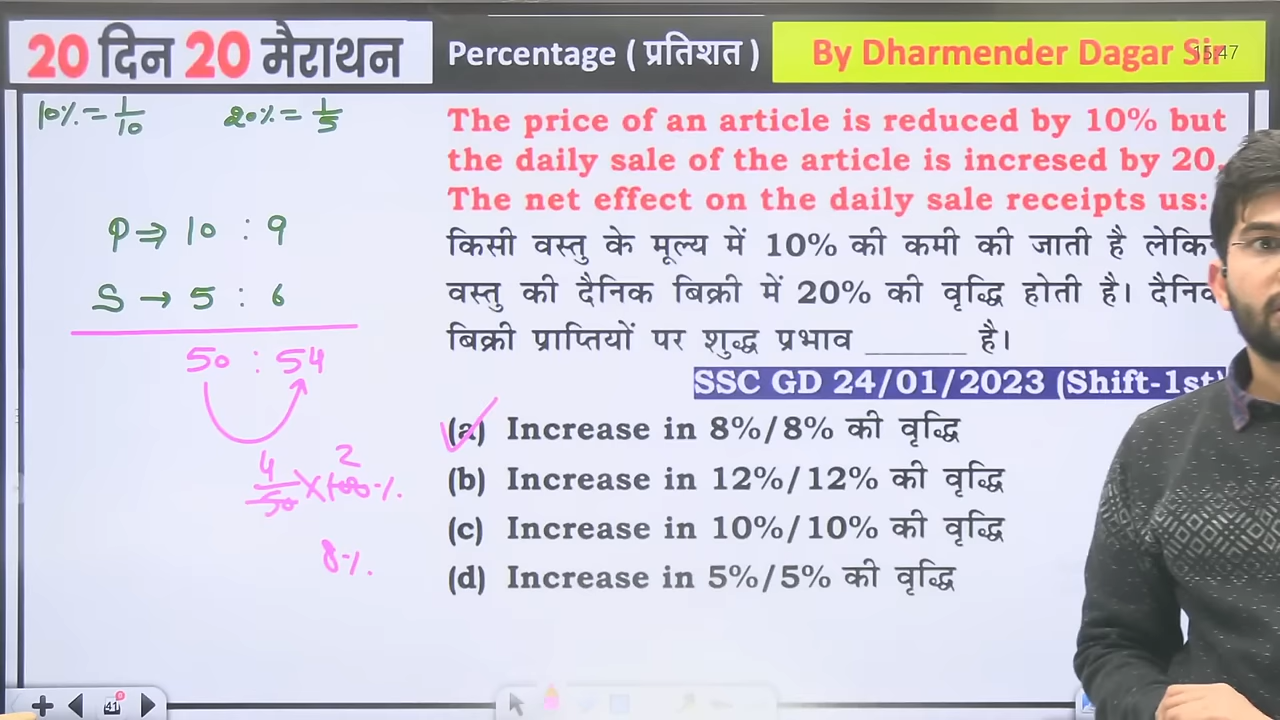 20 दिन 20 मैराथन
Percentage ( प्रतिशत )
By Dharmender Dagar Sir
15:47
10% = 1/10
20% = 1/5
P ⇒ 10 : 9
S → 5 : 6
50 : 54
4/50 × 100 %
2
8%.
The price of an article is reduced by 10% but
the daily sale of the article is incresed by 20.
The net effect on the daily sale receipts us:
किसी वस्तु के मूल्य में 10% की कमी की जाती है
वस्तु की दैनिक बिक्री में 20% की वृद्धि होती है।
बिक्री प्राप्तियों पर शुद्ध प्रभाव ______ है।
SSC GD 24/01/2023 (Shift-1st)
(a) Increase in 8%/8% की वृद्धि
(b) Increase in 12%/12% की वृद्धि
(c) Increase in 10%/10% की वृद्धि
(d) Increase in 5%/5% की वृद्धि
41